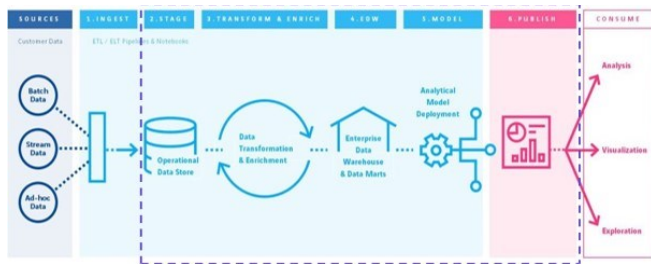 SOURCES
1.INGEST
2.STAGE
3.TRANSFORM & ENRICH
4.EDW
5.MODEL
6.PUBLISH
CONSUME
Customer Data
ETL / ELT Pipelines & Notebooks
Batch
Data
Stream
Data
Ad-hoc
Data
Operational
Data Store
Data
Transformation
& Enrichment
Enterprise
Data
Warehouse
& Data Marts
Analytical
Model
Deployment
Analysis
Visualization
Exploration